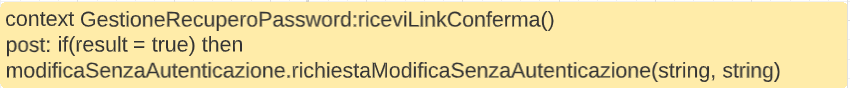 context GestioneRecuperoPassword:riceviLinkConferma()
post: if(result = true) then
modificaSenzaAutenticazione.richiestaModificaSenzaAutenticazione(string, string)